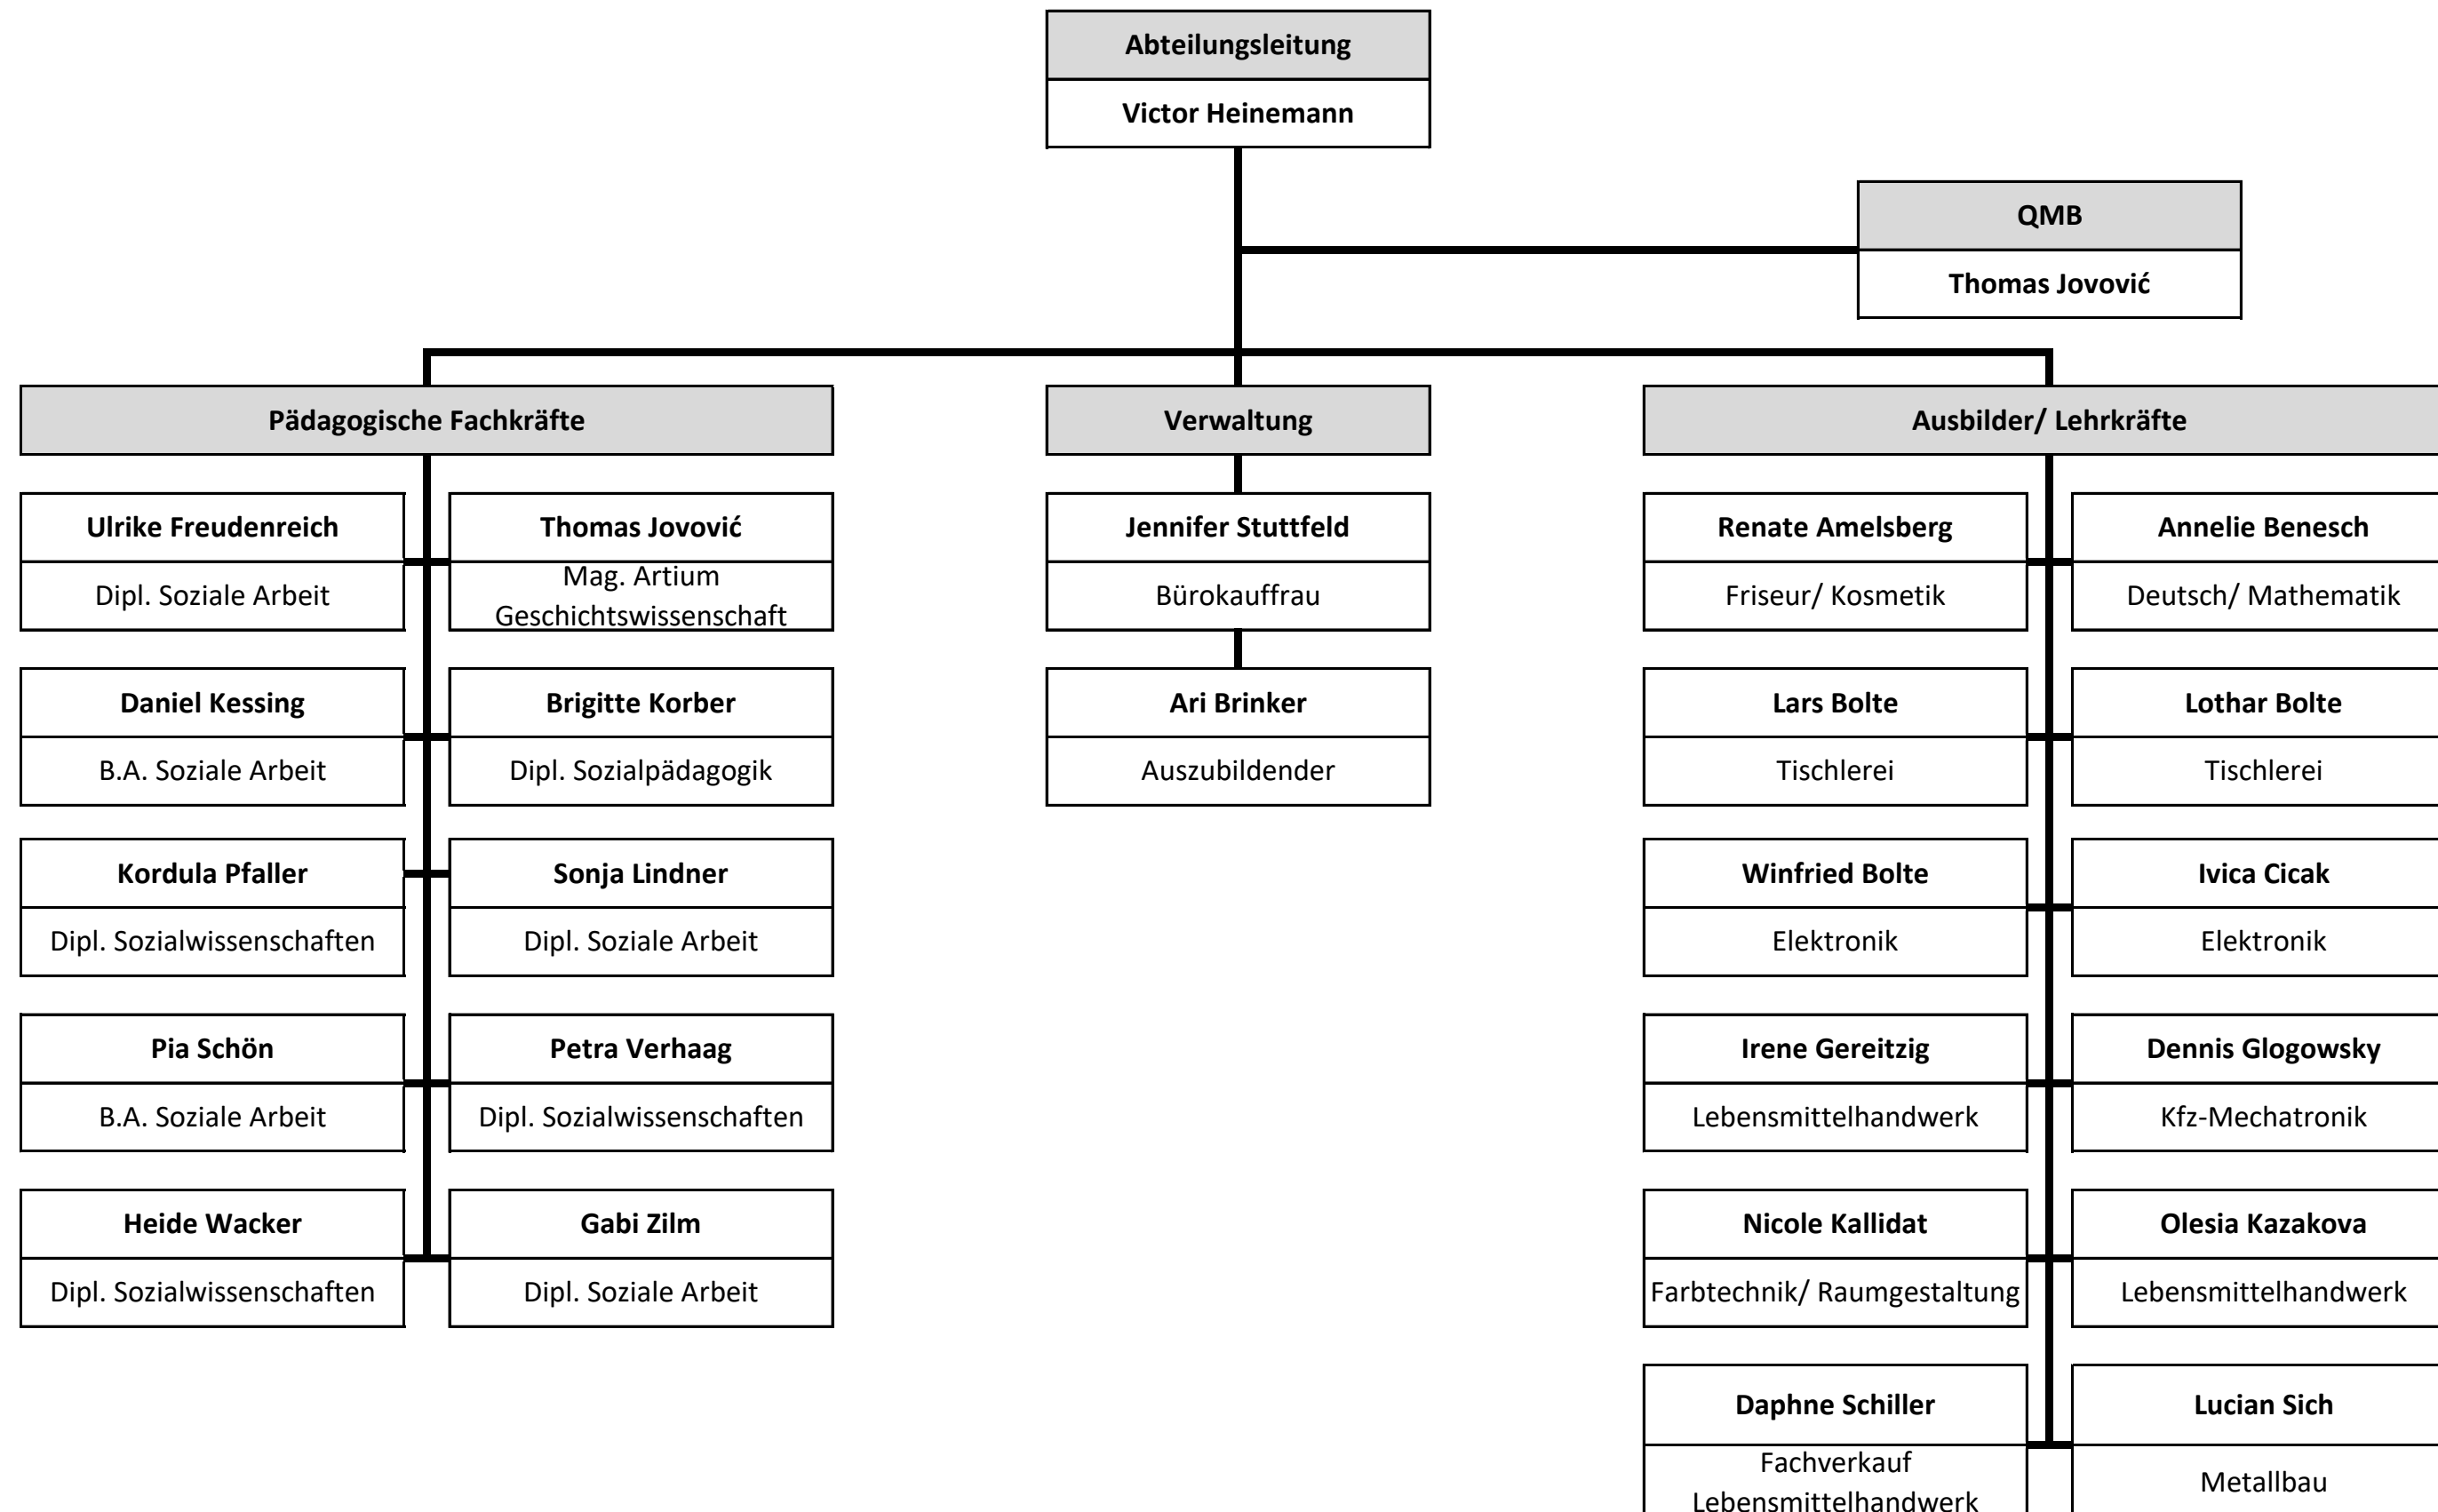 Abteilungsleitung
Victor Heinemann
QMB
Thomas Jovović
Pädagogische Fachkräfte
Verwaltung
Ausbilder/ Lehrkräfte
Ulrike Freudenreich
Dipl. Soziale Arbeit
Thomas Jovović
Mag. Artium
Geschichtswissenschaft
Jennifer Stuttfeld
Bürokauffrau
Renate Amelsberg
Friseur/ Kosmetik
Annelie Benesch
Deutsch/ Mathematik
Daniel Kessing
B.A. Soziale Arbeit
Brigitte Korber
Dipl. Sozialpädagogik
Ari Brinker
Auszubildender
Lars Bolte
Tischlerei
Lothar Bolte
Tischlerei
Kordula Pfaller
Dipl. Sozialwissenschaften
Sonja Lindner
Dipl. Soziale Arbeit
Winfried Bolte
Elektronik
Ivica Cicak
Elektronik
Pia Schön
B.A. Soziale Arbeit
Petra Verhaag
Dipl. Sozialwissenschaften
Irene Gereitzig
Lebensmittelhandwerk
Dennis Glogowsky
Kfz-Mechatronik
Heide Wacker
Dipl. Sozialwissenschaften
Gabi Zilm
Dipl. Soziale Arbeit
Nicole Kallidat
Farbtechnik/ Raumgestaltung
Olesia Kazakova
Lebensmittelhandwerk
Daphne Schiller
Fachverkauf
Lebensmittelhandwerk
Lucian Sich
Metallbau